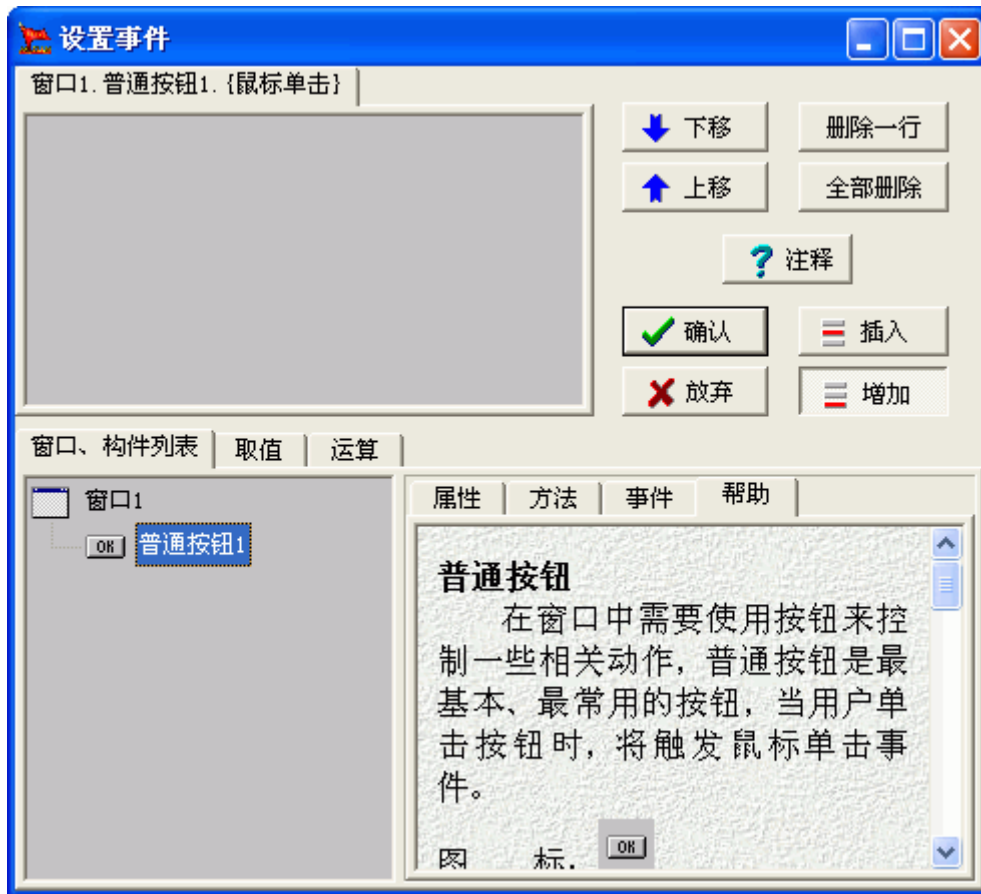 设置事件
窗口1.普通按钮1.{鼠标单击}
下移
删除一行
上移
全部删除
? 注释
确认
插入
放弃
增加
窗口、构件列表
取值
运算
窗口1
OK 普通按钮1
属性
方法
事件
帮助
普通按钮
在窗口中需要使用按钮来控
制一些相关动作，普通按钮是最
基本、最常用的按钮，当用户单
击按钮时，将触发鼠标单击事
件。
图 标: OK